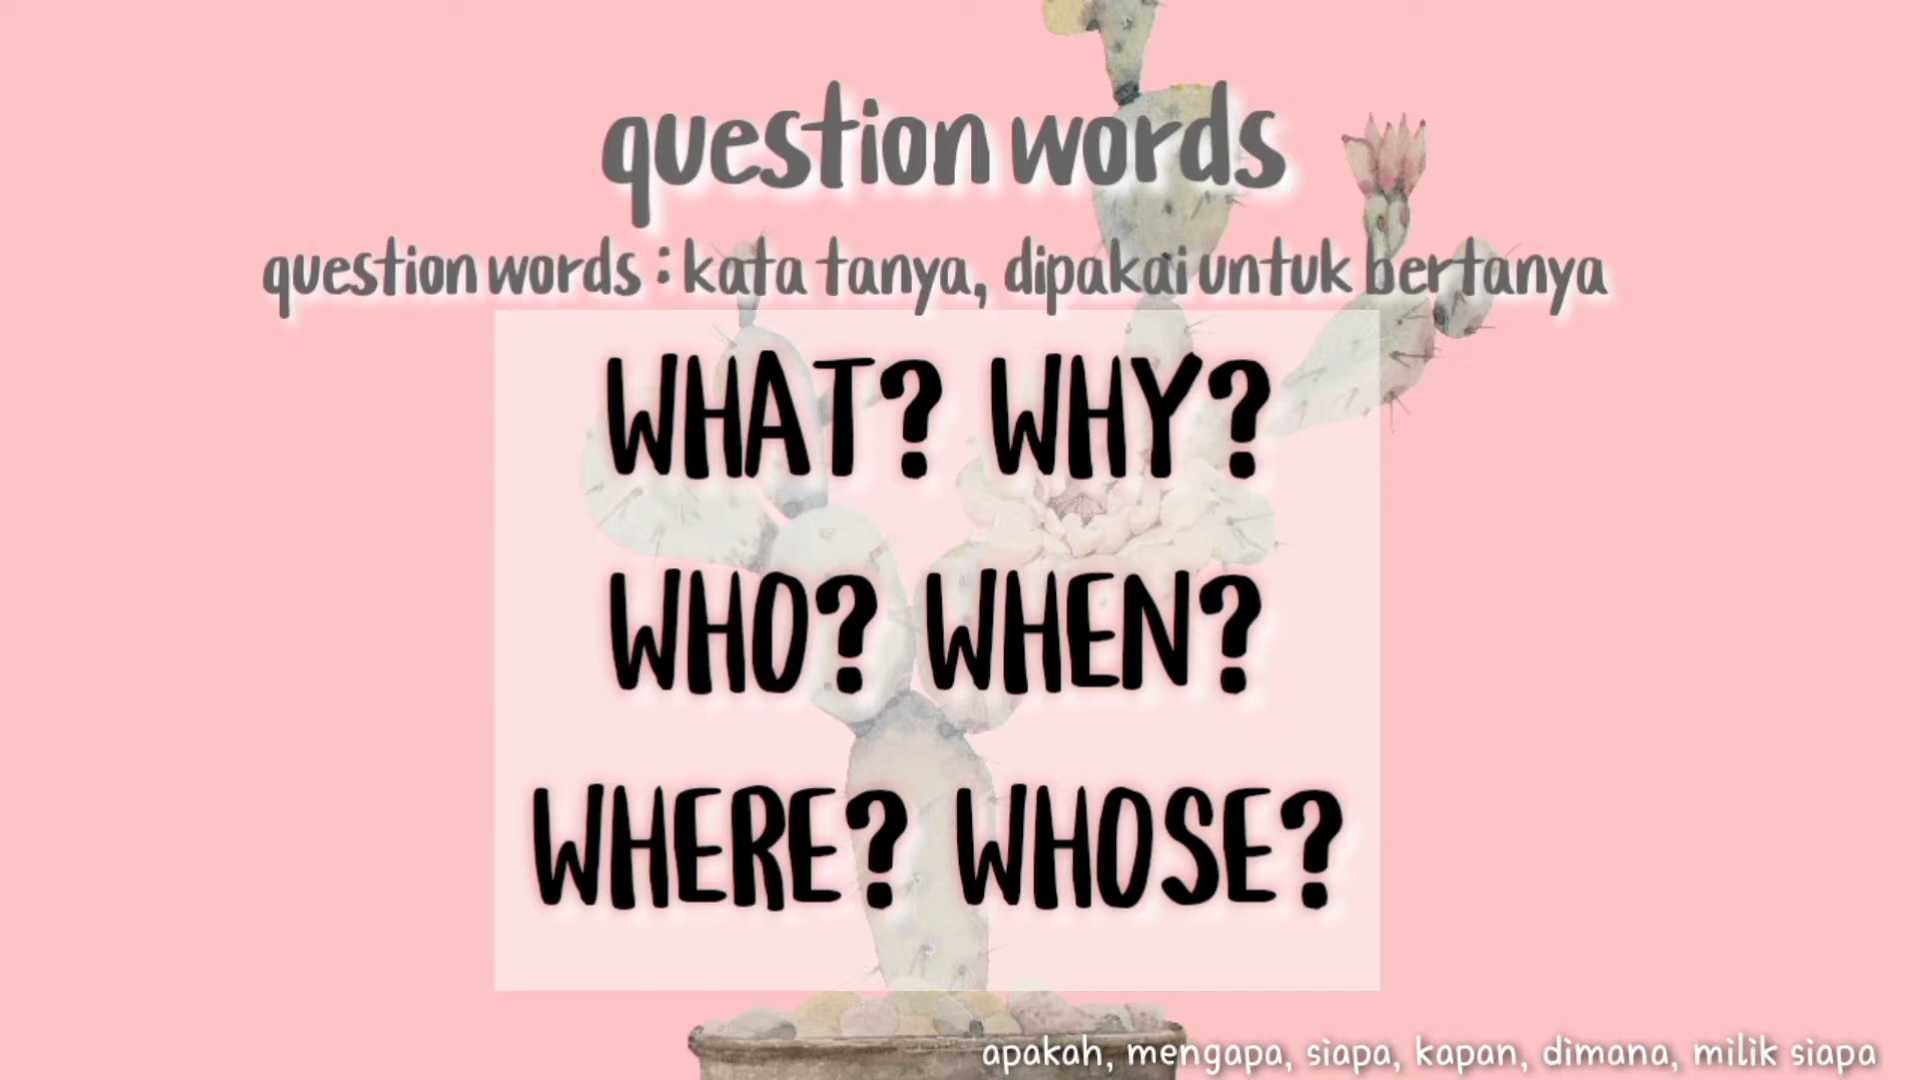 question words
question words : kata tanya, dipakai untuk bertanya
WHAT? WHY?
WHO? WHEN?
WHERE? WHOSE?
apakah, mengapa, siapa, kapan, dimana, milik siapa